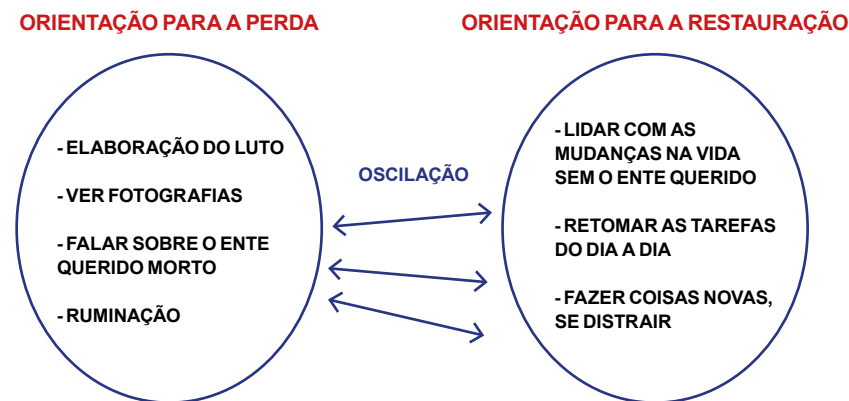 ORIENTAÇÃO PARA A PERDA
- ELABORAÇÃO DO LUTO
- VER FOTOGRAFIAS
- FALAR SOBRE O ENTE
QUERIDO MORTO
- RUMINAÇÃO
OSCILAÇÃO
ORIENTAÇÃO PARA A RESTAURAÇÃO
- LIDAR COM AS
MUDANÇAS NA VIDA
SEM O ENTE QUERIDO
- RETOMAR AS TAREFAS
DO DIA A DIA
- FAZER COISAS NOVAS,
SE DISTRAIR